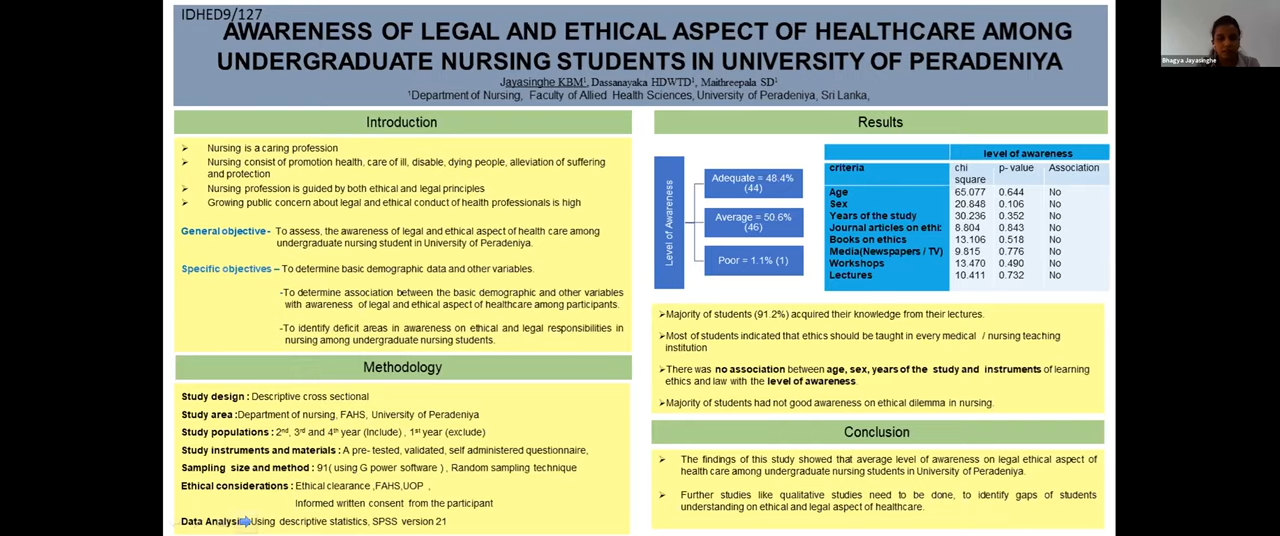 IDHED9/127
AWARENESS OF LEGAL AND ETHICAL ASPECT OF HEALTHCARE AMONG
UNDERGRADUATE NURSING STUDENTS IN UNIVERSITY OF PERADENIYA
Jayasinghe KBM¹, Dassanayaka HDWTD¹, Maithreepala SD¹
¹Department of Nursing, Faculty of Allied Health Sciences, University of Peradeniya, Sri Lanka,
Bhagya Jayasinghe
Introduction
➢ Nursing is a caring profession
➢ Nursing consist of promotion health, care of ill, disable, dying people, alleviation of suffering
and protection
➢ Nursing profession is guided by both ethical and legal principles
➢ Growing public concern about legal and ethical conduct of health professionals is high
General objective- To assess, the awareness of legal and ethical aspect of health care among
undergraduate nursing student in University of Peradeniya.
Specific objectives – To determine basic demographic data and other variables.
-To determine association between the basic demographic and other variables
with awareness of legal and ethical aspect of healthcare among participants.
-To identify deficit areas in awareness on ethical and legal responsibilities in
nursing among undergraduate nursing students.
Methodology
Study design : Descriptive cross sectional
Study area :Department of nursing, FAHS, University of Peradeniya
Study populations : 2nd, 3rd and 4th year (Include) , 1st year (exclude)
Study instruments and materials : A pre- tested, validated, self administered questionnaire,
Sampling size and method : 91( using G power software) , Random sampling technique
Ethical considerations : Ethical clearance ,FAHS,UOP ,
Informed written consent from the participant
Data Analysis Using descriptive statistics, SPSS version 21
Results
Level of Awareness
Adequate = 48.4%
(44)
Average = 50.6%
(46)
Poor = 1.1% (1)
level of awareness
criteria chi square p- value Association
Age 65.077 0.644 No
Sex 20.848 0.106 No
Years of the study 30.236 0.352 No
Journal articles on ethi: 8.804 0.843 No
Books on ethics 13.106 0.518 No
Media(Newspapers / TV) 9.815 0.776 No
Workshops 13.470 0.490 No
Lectures 10.411 0.732 No
➢Majority of students (91.2%) acquired their knowledge from their lectures.
➢Most of students indicated that ethics should be taught in every medical / nursing teaching
institution
➢There was no association between age, sex, years of the study and instruments of learning
ethics and law with the level of awareness.
➢Majority of students had not good awareness on ethical dilemma in nursing.
Conclusion
➢ The findings of this study showed that average level of awareness on legal ethical aspect of
health care among undergraduate nursing students in University of Peradeniya.
➢ Further studies like qualitative studies need to be done, to identify gaps of students
understanding on ethical and legal aspect of healthcare.